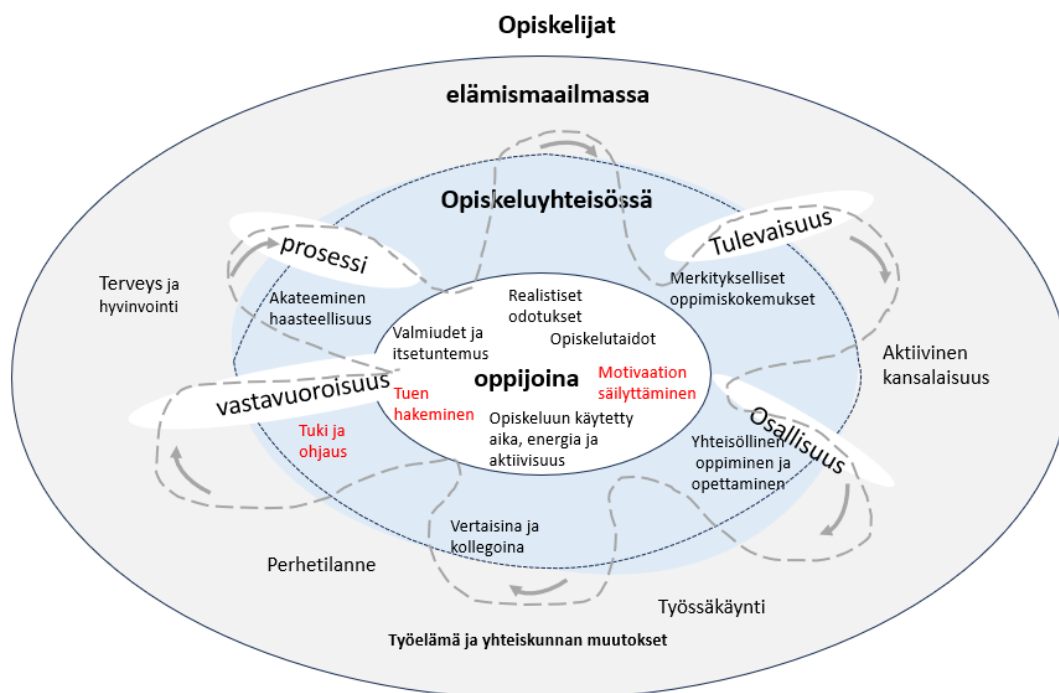 Opiskelijat
elämismaailmassa
Opiskeluyhteisössä
prosessi
Tulevaisuus
Terveys ja
hyvinvointi
Akateeminen
haasteellisuus
Merkitykselliset
oppimiskokemukset
Realistiset
odotukset
Valmiudet ja
itsetuntemus
Opiskelutaidot
Aktiivinen
kansalaisuus
vastavuoroisuus
oppijoina
Tuen
hakeminen
Motivaation
säilyttäminen
Osallisuus
Tuki ja
ohjaus
Opiskeluun käytetty
aika, energia ja
aktiivisuus
Yhteisöllinen
oppiminen ja
opettaminen
Vertaisina ja
kollegoina
Perhetilanne
Työssäkäynti
Työelämä ja yhteiskunnan muutokset